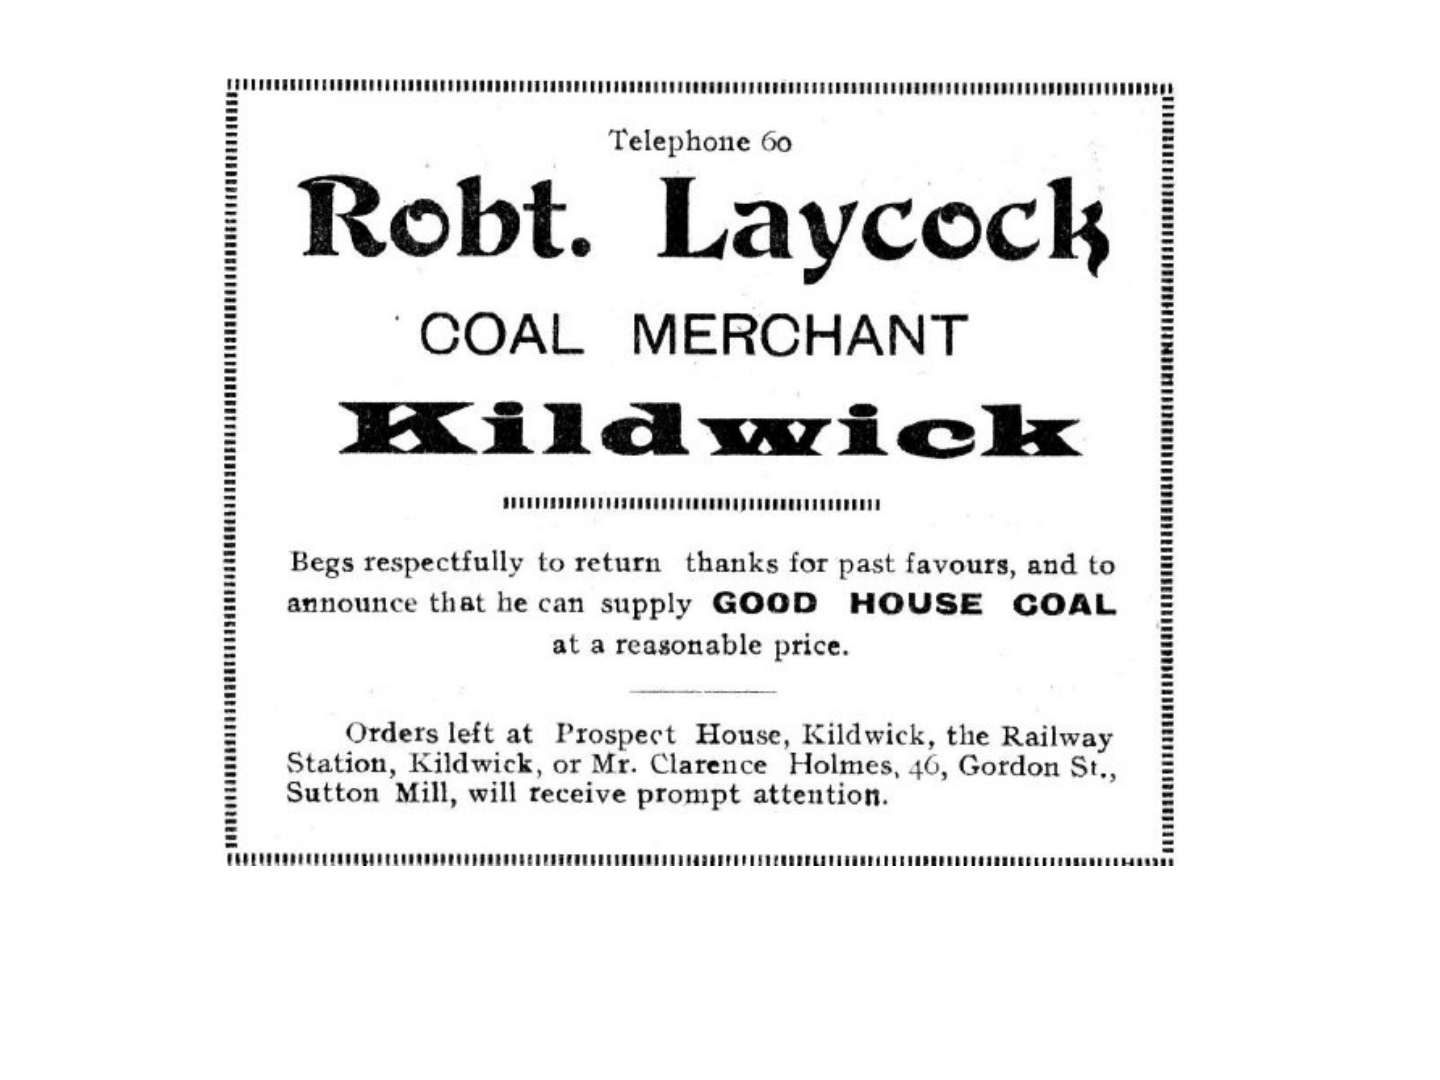 Telephone 60
Robt. Laycock
COAL MERCHANT
Kildwick
Begs respectfully to return thanks for past favours, and to
announce that he can supply GOOD HOUSE COAL
at a reasonable price.
Orders left at Prospect House, Kildwick, the Railway
Station, Kildwick, or Mr. Clarence Holmes, 46, Gordon St.,
Sutton Mill, will receive prompt attention.